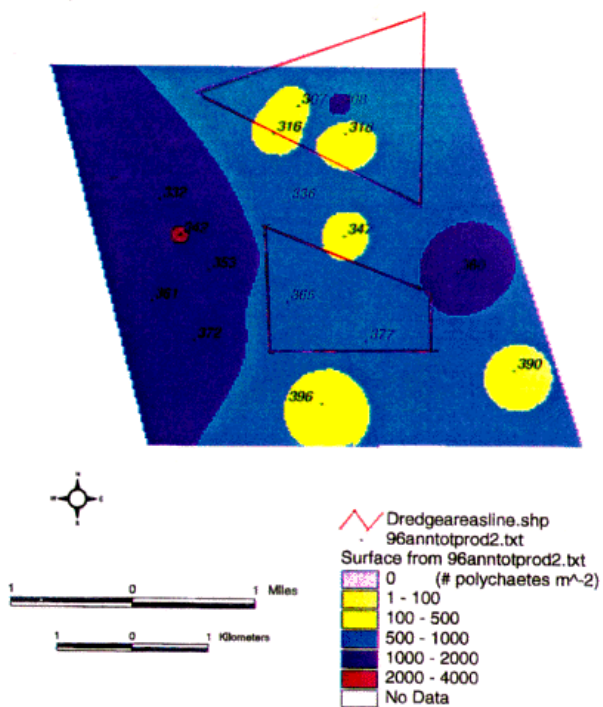 307 308
316 318
332 336
342 347
353
361 365
372 377
390
396
N
W E
S
Dredgeareasline.shp
96anntotprod2.txt
Surface from 96anntotprod2.txt
0 (# polychaetes m^-2)
1 - 100
100 - 500
500 - 1000
1000 - 2000
2000 - 4000
No Data
1 0 1 Miles
1 0 1 Kilometers